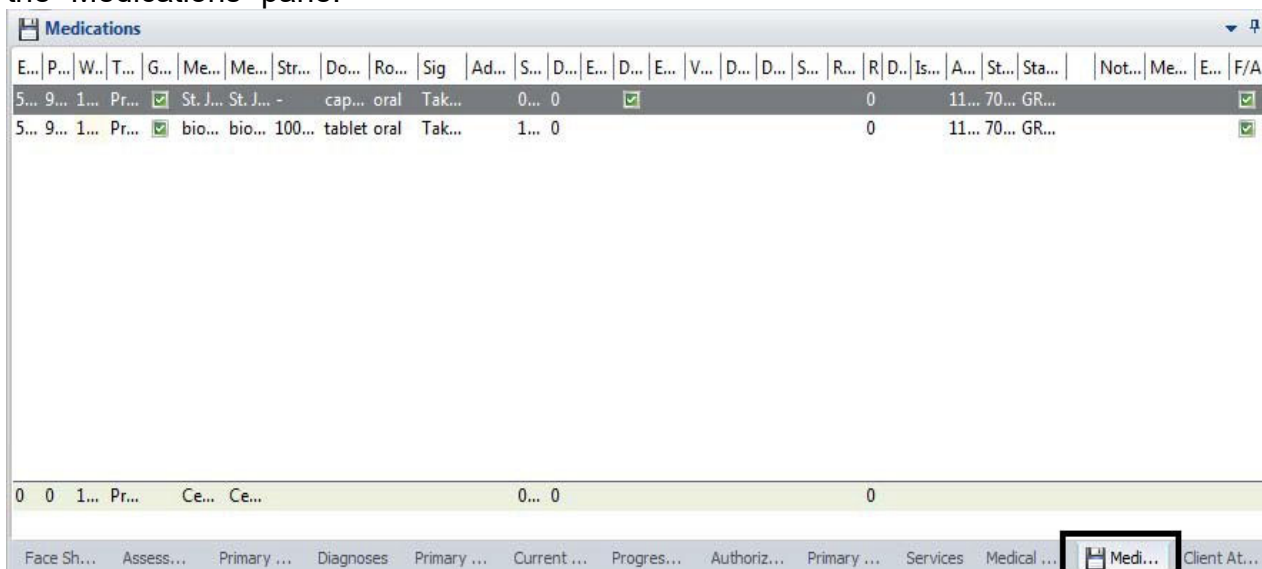 the "Medications" panel
Medications
E... P... W.. T... G... Me... Me... Str... Do... Ro... Sig Ad... S... D... E... D... E... V... D... D... S... R... R D.. Is... A... St... Sta... Not... Me... E... F/A
5... 9... 1... Pr... St. J... St. J... - cap... oral Tak... 0... 0 0 11... 70... GR...
5... 9... 1... Pr... bio... bio... 100... tablet oral Tak... 1... 0 0 11... 70... GR...
0 0 1... Pr... Ce... Ce... 0... 0 0
Face Sh... Assess... Primary ... Diagnoses Primary ... Current ... Progres... Authoriz... Primary ... Services Medical ... Medi... Client At...